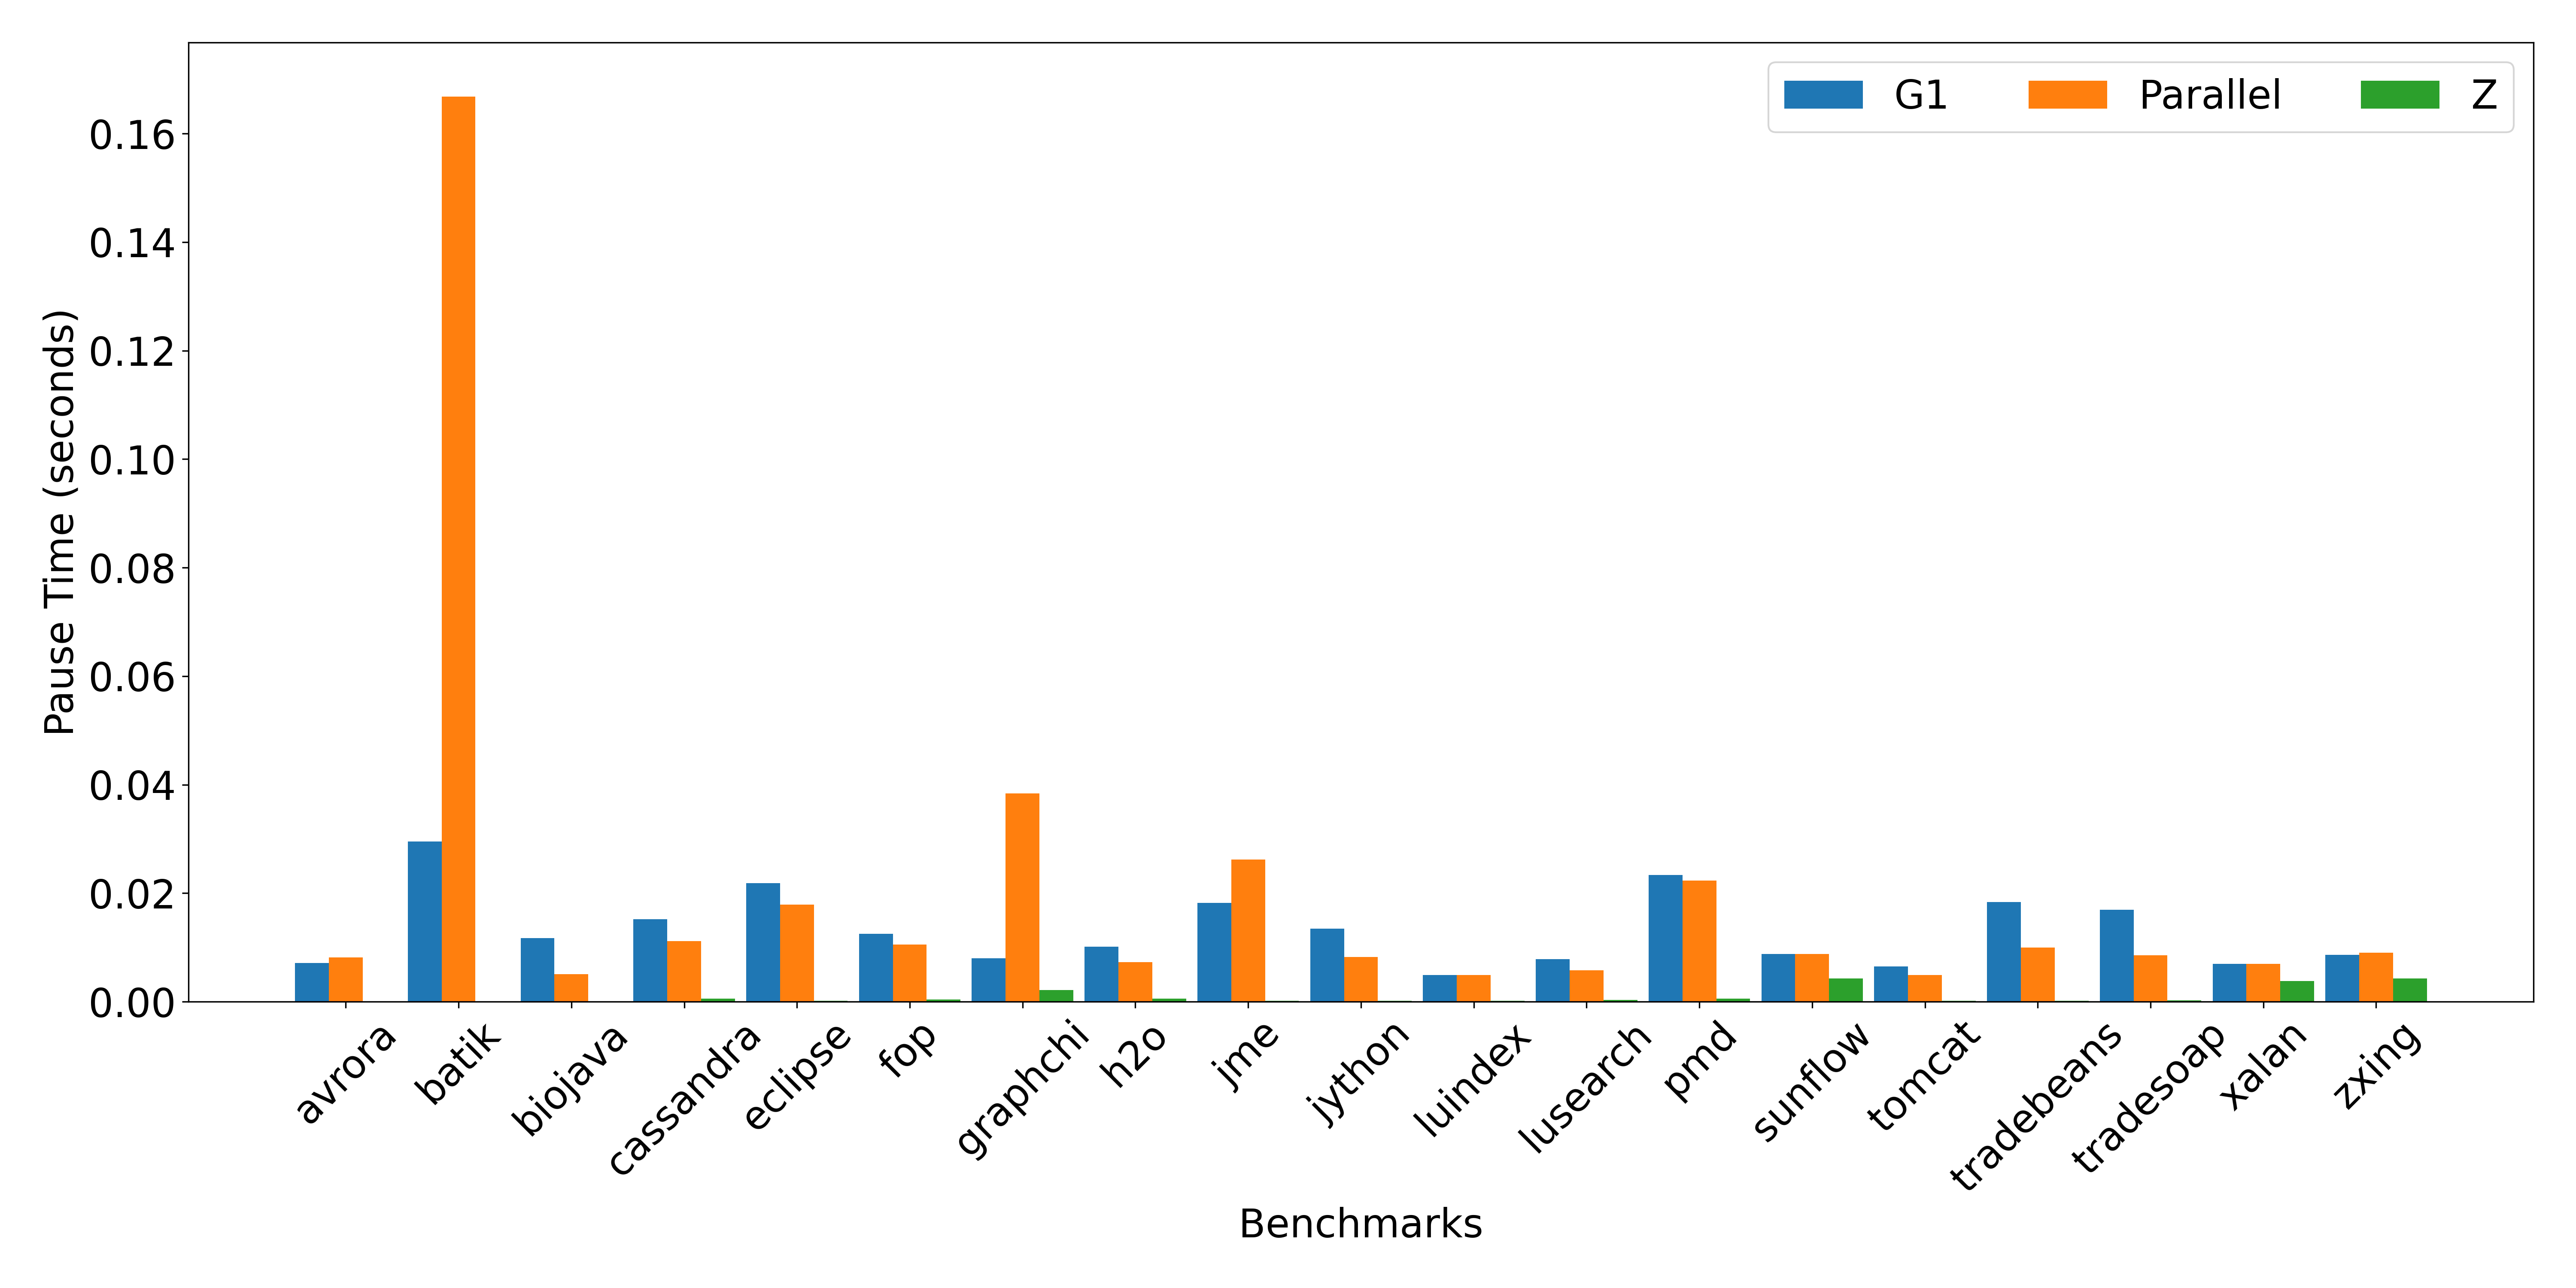 G1 Parallel Z
Pause Time (seconds)
0.16
0.14
0.12
0.10
0.08
0.06
0.04
0.02
0.00
avrora
batik
biojava
cassandra
eclipse
fop
graphchi
h2o
jme
jython
luindex
lusearch
pmd
sunflow
tomcat
tradebeans
tradesoap
xalan
zxing
Benchmarks